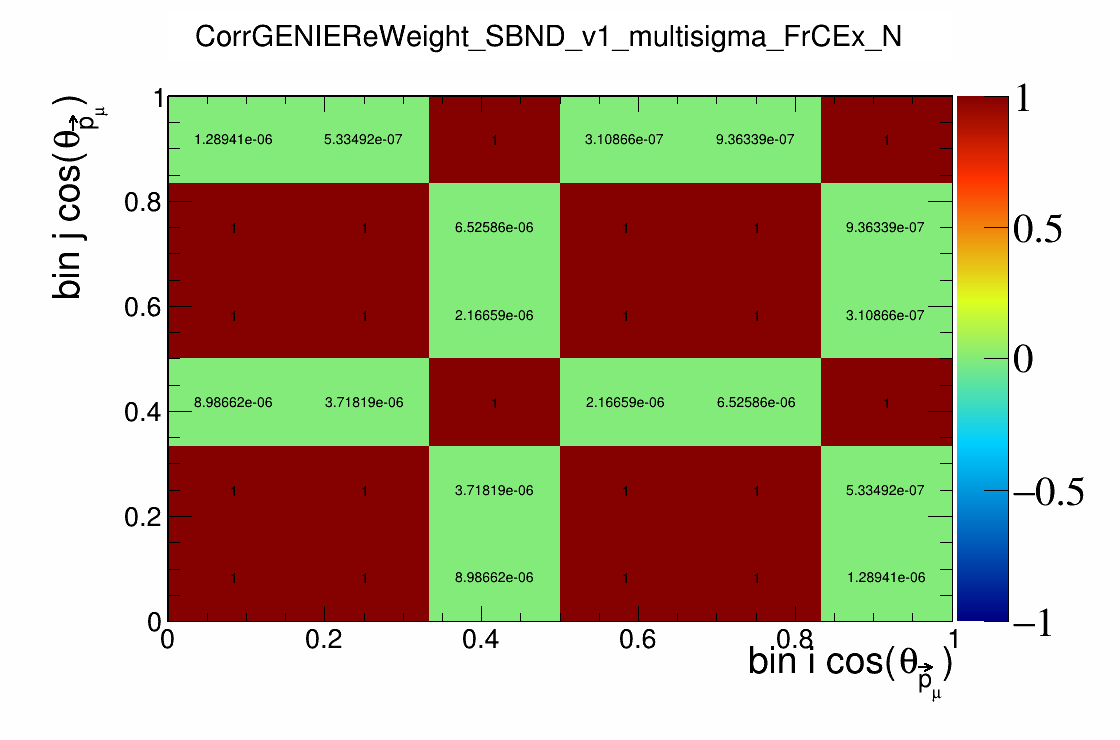 CorrGENIEReWeight_SBND_v1_multisigma_FrCEx_N
bin j cos(θ_p⃗_μ)
1
0.8
0.6
0.4
0.2
0
1.28941e-06 5.33492e-07 1 3.10866e-07 9.36339e-07 1
1 1 6.52586e-06 1 1 9.36339e-07
1 1 2.16659e-06 1 1 3.10866e-07
8.98662e-06 3.71819e-06 1 2.16659e-06 6.52586e-06 1
1 1 3.71819e-06 1 1 5.33492e-07
1 1 8.98662e-06 1 1 1.28941e-06
0 0.2 0.4 0.6 0.8 1
bin i cos(θ_p⃗_μ)
1
0.5
0
−0.5
−1